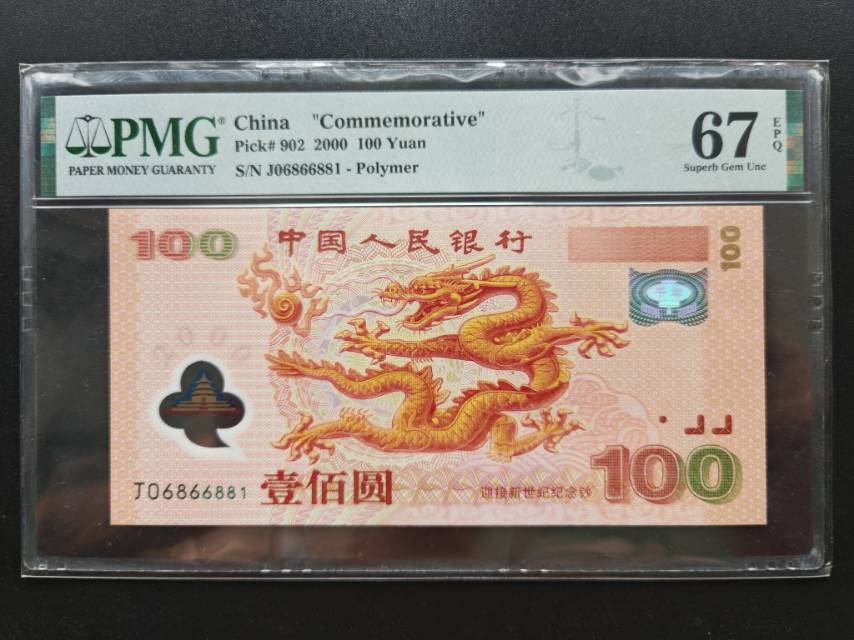 PMG®
PAPER MONEY GUARANTY
China "Commemorative"
Pick# 902 2000 100 Yuan
S/N J06866881 - Polymer
67
EPQ
Superb Gem Unc
100
中国人民银行
100
2000
J06866881
壹佰圆
迎接新世纪纪念钞
100